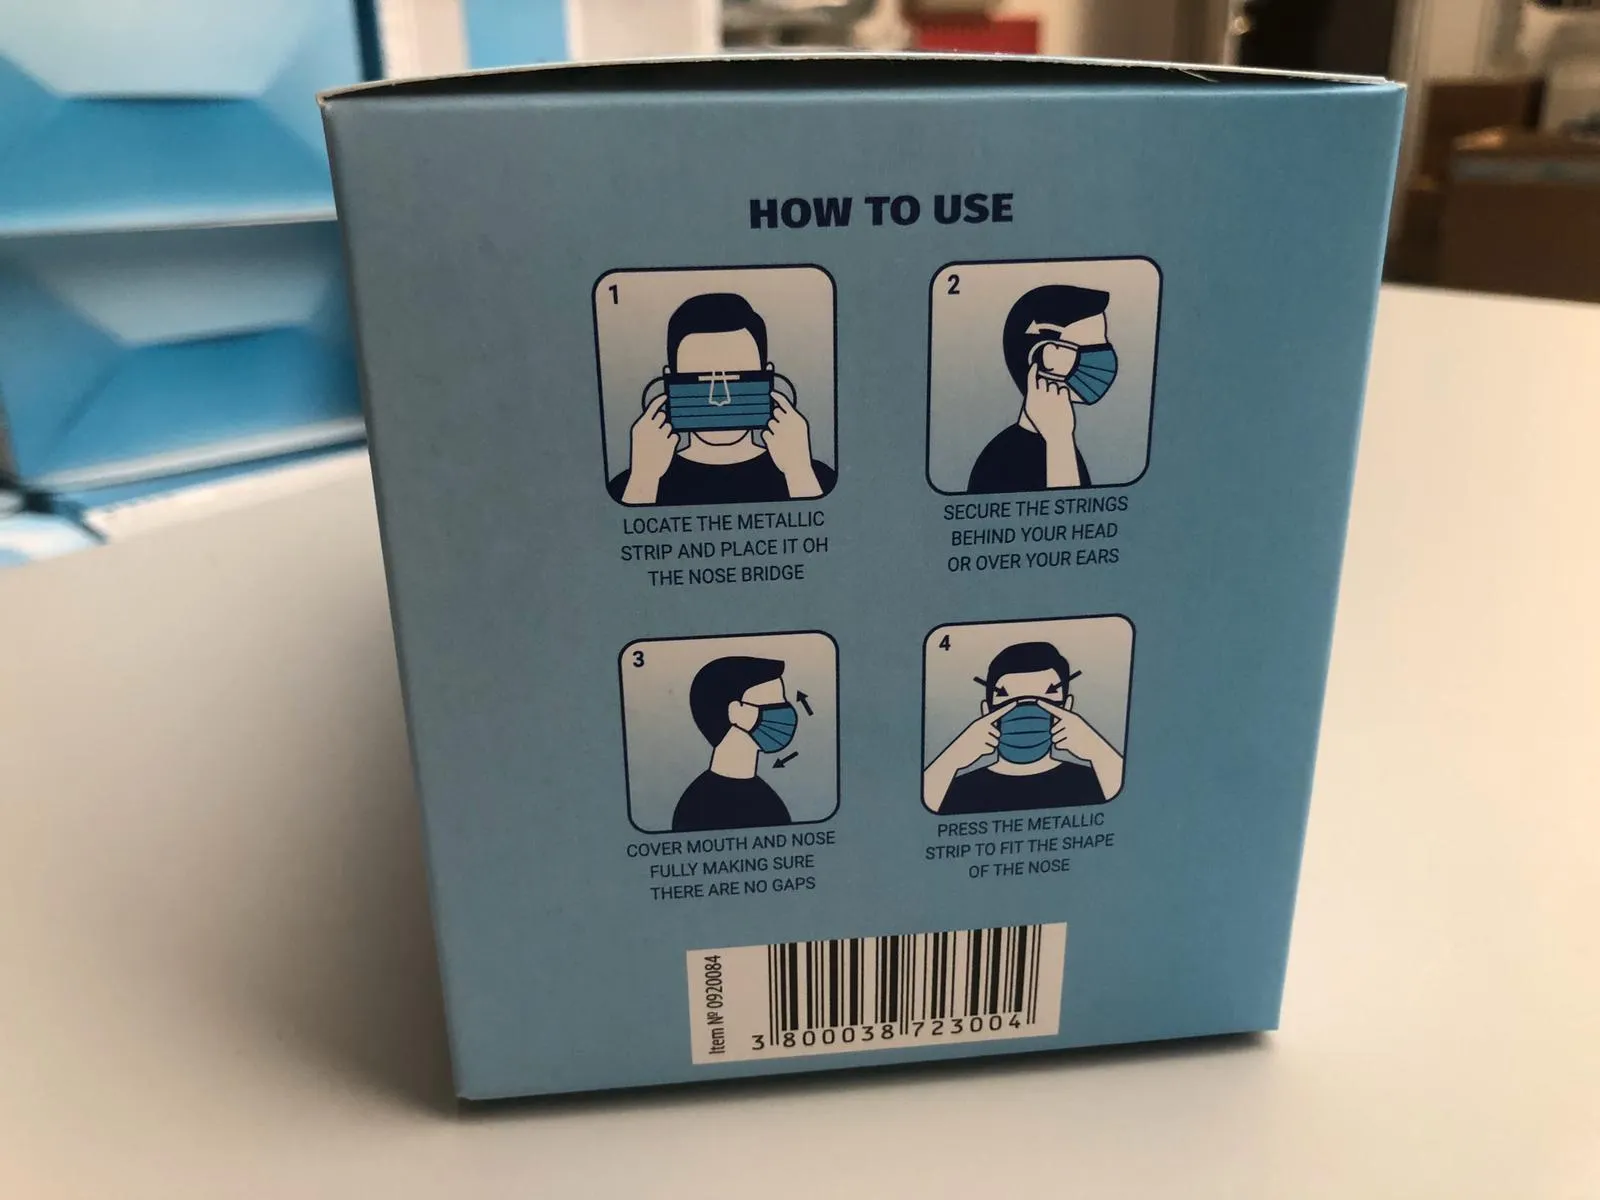 HOW TO USE
1
LOCATE THE METALLIC
STRIP AND PLACE IT OH
THE NOSE BRIDGE
2
SECURE THE STRINGS
BEHIND YOUR HEAD
OR OVER YOUR EARS
3
COVER MOUTH AND NOSE
FULLY MAKING SURE
THERE ARE NO GAPS
4
PRESS THE METALLIC
STRIP TO FIT THE SHAPE
OF THE NOSE
Item № 0920084
3 800038 723004